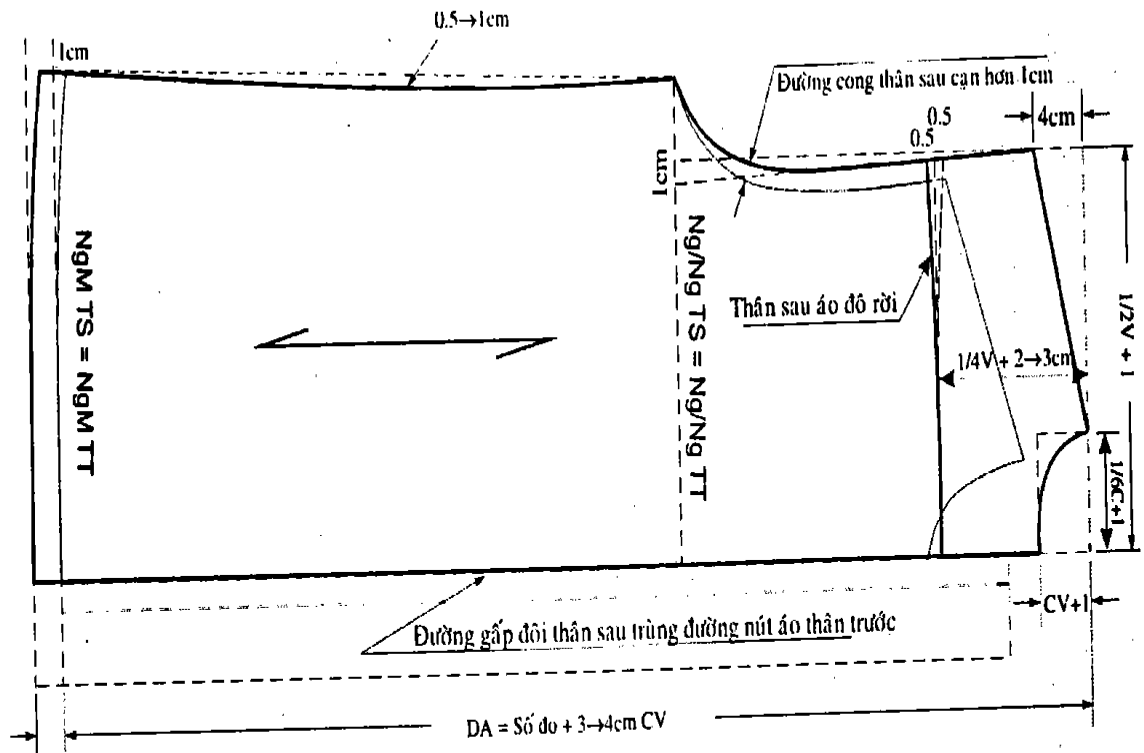 0.5→1cm
1cm
Đường cong thân sau cạn hơn 1cm
0.5
0.5
4cm
1cm
NgM TS = NgM TT
Ng/Ng TS = Ng/Ng TT
Thân sau áo đô rời
1/4V + 2→3cm
1/2V + 1
1/6C+1
CV+1
Đường gấp đôi thân sau trùng đường nút áo thân trước
DA = Số đo + 3→4cm CV